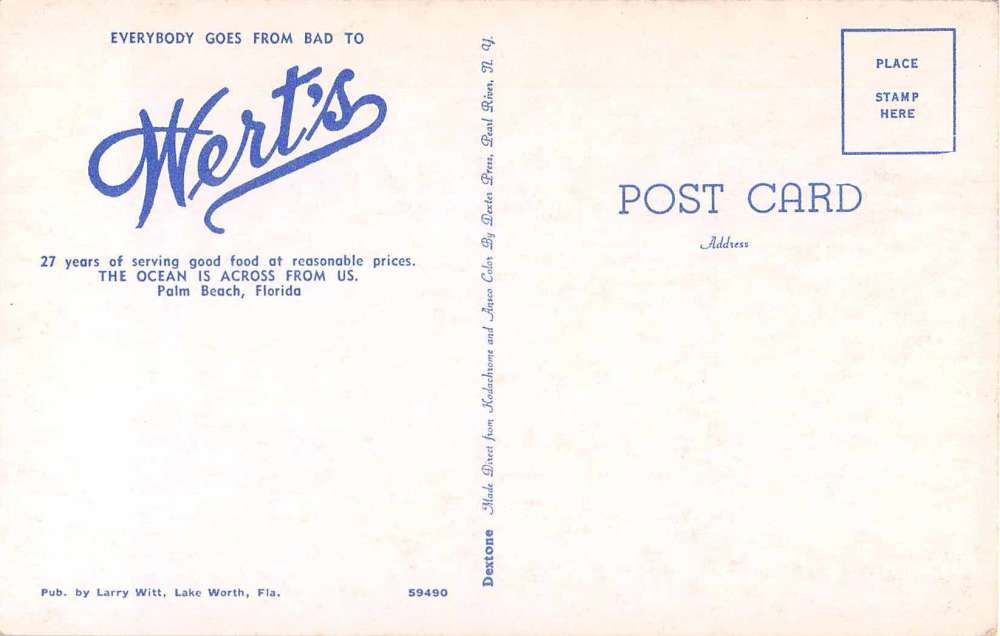 EVERYBODY GOES FROM BAD TO
Wert's
27 years of serving good food at reasonable prices.
THE OCEAN IS ACROSS FROM US.
Palm Beach, Florida
Pub. by Larry Witt, Lake Worth, Fla.
59490
Dextone Made Direct from Kodachrome and Ansco Color By Dexter Press, Pearl River, N. Y.
PLACE
STAMP
HERE
POST CARD
Address